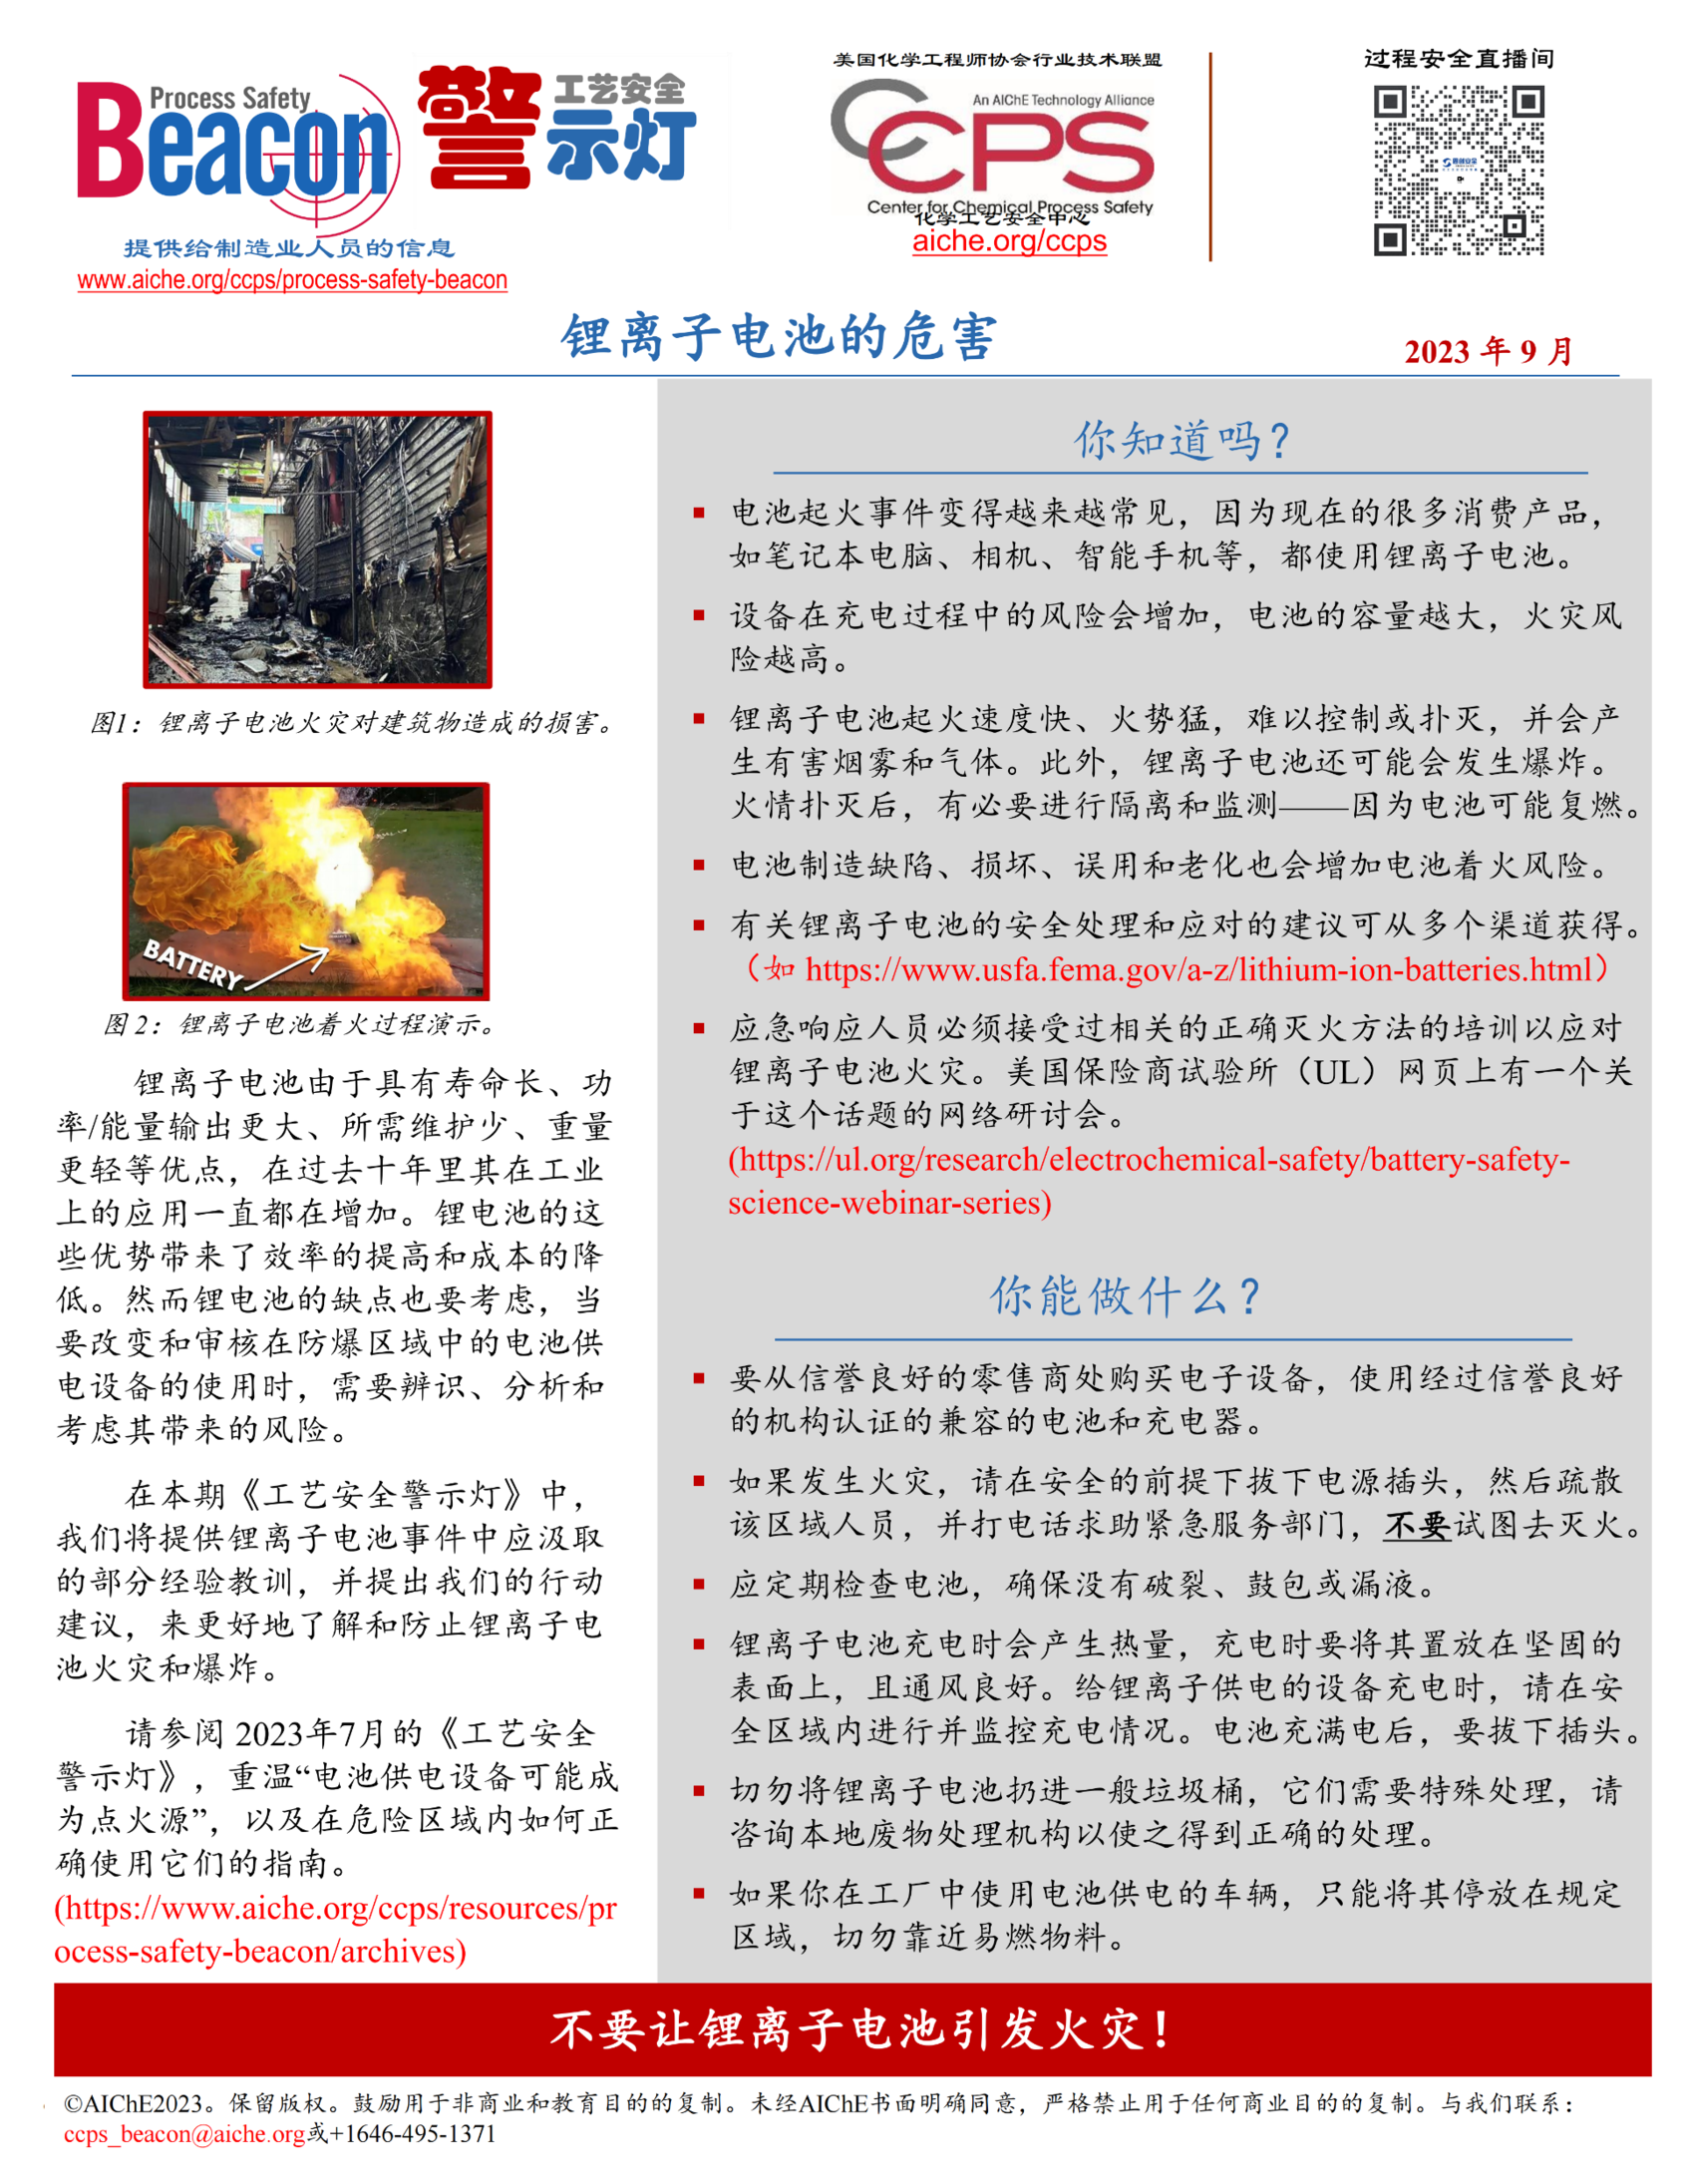 Process Safety
Beacon
警
工艺安全
示灯
提供给制造业人员的信息
www.aiche.org/ccps/process-safety-beacon
美国化学工程师协会行业技术联盟
An AIChE Technology Alliance
CCPS
Center for Chemical Process Safety
化学工艺安全中心
aiche.org/ccps
过程安全直播间
锂离子电池的危害
2023 年 9 月
图1：锂离子电池火灾对建筑物造成的损害。
BATTERY
图 2：锂离子电池着火过程演示。
锂离子电池由于具有寿命长、功
率/能量输出更大、所需维护少、重量
更轻等优点，在过去十年里其在工业
上的应用一直都在增加。锂电池的这
些优势带来了效率的提高和成本的降
低。然而锂电池的缺点也要考虑，当
要改变和审核在防爆区域中的电池供
电设备的使用时，需要辨识、分析和
考虑其带来的风险。
在本期《工艺安全警示灯》中，
我们将提供锂离子电池事件中应汲取
的部分经验教训，并提出我们的行动
建议，来更好地了解和防止锂离子电
池火灾和爆炸。
请参阅 2023年7月的《工艺安全
警示灯》，重温“电池供电设备可能成
为点火源”，以及在危险区域内如何正
确使用它们的指南。
(https://www.aiche.org/ccps/resources/pr
ocess-safety-beacon/archives)
你知道吗？
▪ 电池起火事件变得越来越常见，因为现在的很多消费产品，
如笔记本电脑、相机、智能手机等，都使用锂离子电池。
▪ 设备在充电过程中的风险会增加，电池的容量越大，火灾风
险越高。
▪ 锂离子电池起火速度快、火势猛，难以控制或扑灭，并会产
生有害烟雾和气体。此外，锂离子电池还可能会发生爆炸。
火情扑灭后，有必要进行隔离和监测——因为电池可能复燃。
▪ 电池制造缺陷、损坏、误用和老化也会增加电池着火风险。
▪ 有关锂离子电池的安全处理和应对的建议可从多个渠道获得。
（如 https://www.usfa.fema.gov/a-z/lithium-ion-batteries.html）
▪ 应急响应人员必须接受过相关的正确灭火方法的培训以应对
锂离子电池火灾。美国保险商试验所（UL）网页上有一个关
于这个话题的网络研讨会。
(https://ul.org/research/electrochemical-safety/battery-safety-
science-webinar-series)
你能做什么？
▪ 要从信誉良好的零售商处购买电子设备，使用经过信誉良好
的机构认证的兼容的电池和充电器。
▪ 如果发生火灾，请在安全的前提下拔下电源插头，然后疏散
该区域人员，并打电话求助紧急服务部门，不要试图去灭火。
▪ 应定期检查电池，确保没有破裂、鼓包或漏液。
▪ 锂离子电池充电时会产生热量，充电时要将其置放在坚固的
表面上，且通风良好。给锂离子供电的设备充电时，请在安
全区域内进行并监控充电情况。电池充满电后，要拔下插头。
▪ 切勿将锂离子电池扔进一般垃圾桶，它们需要特殊处理，请
咨询本地废物处理机构以使之得到正确的处理。
▪ 如果你在工厂中使用电池供电的车辆，只能将其停放在规定
区域，切勿靠近易燃物料。
不要让锂离子电池引发火灾！
©AIChE2023。保留版权。鼓励用于非商业和教育目的的复制。未经AIChE书面明确同意，严格禁止用于任何商业目的的复制。与我们联系：
ccps_beacon@aiche.org或+1646-495-1371